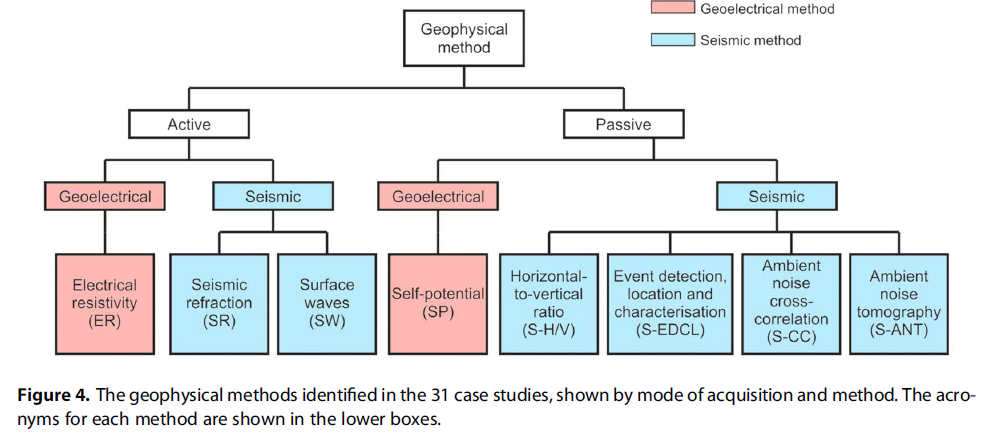 Geoelectrical method
Seismic method
Geophysical
method
Active
Passive
Geoelectrical
Seismic
Geoelectrical
Seismic
Electrical
resistivity
(ER)
Seismic
refraction
(SR)
Surface
waves
(SW)
Self-potential
(SP)
Horizontal-
to-vertical
ratio
(S-H/V)
Event detection,
location and
characterisation
(S-EDCL)
Ambient
noise
cross-
correlation
(S-CC)
Ambient
noise
tomography
(S-ANT)
Figure 4. The geophysical methods identified in the 31 case studies, shown by mode of acquisition and method. The acro-
nyms for each method are shown in the lower boxes.